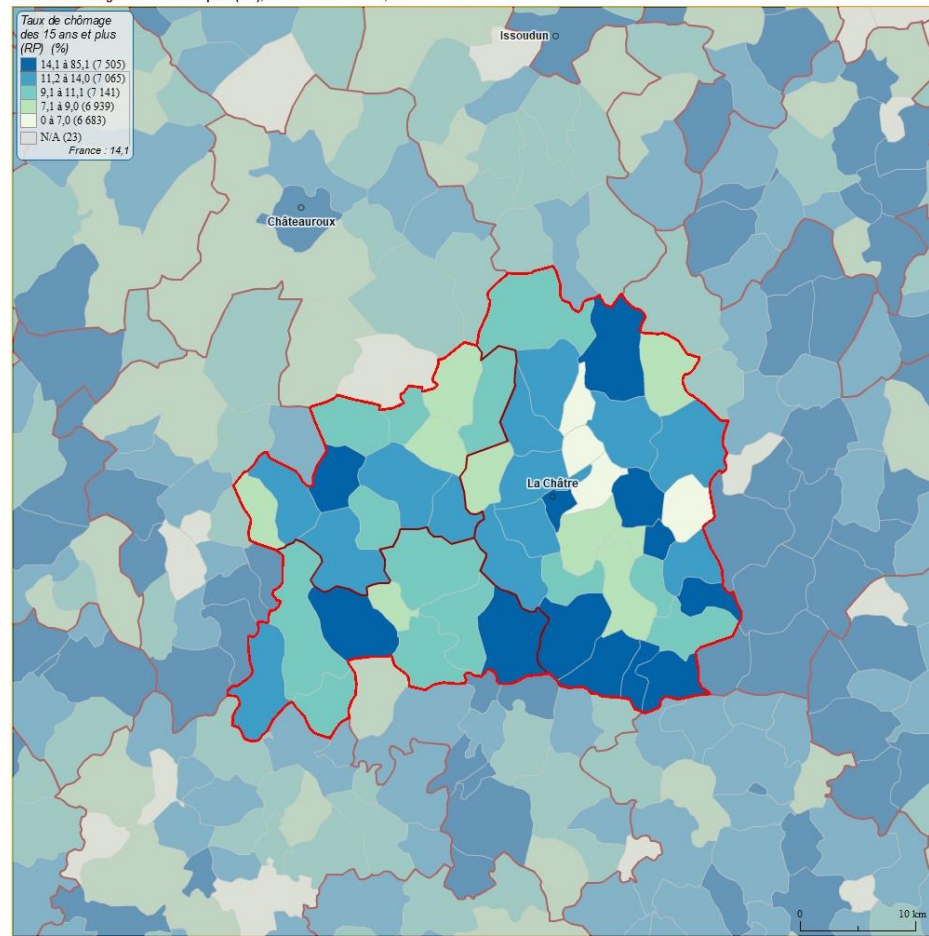 Taux de chômage
des 15 ans et plus
(RP) (%)
14,1 à 85,1 (7 505)
11,2 à 14,0 (7 065)
9,1 à 11,1 (7 141)
7,1 à 9,0 (6 939)
0 à 7,0 (6 683)
N/A (23)
France : 14,1
Issoudun
Châteauroux
La Châtre
0 10 km